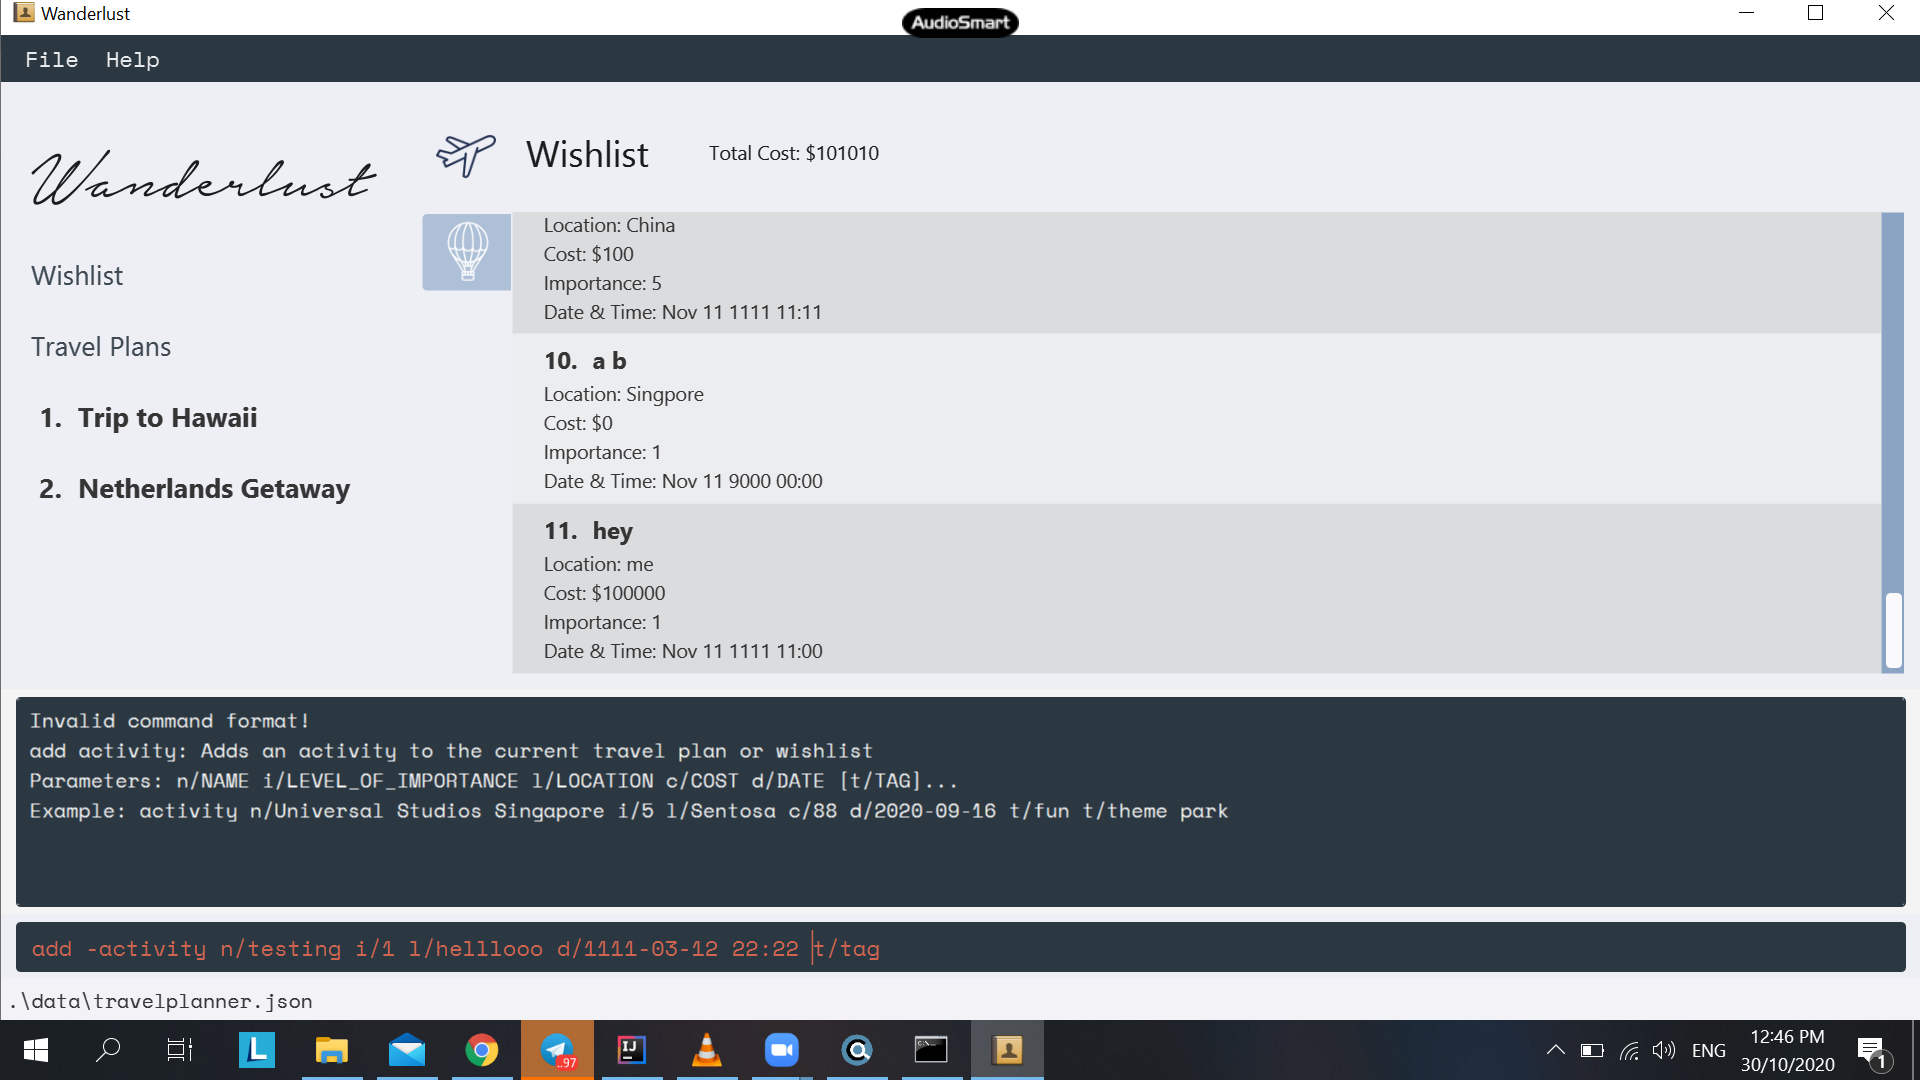 Wanderlust
AudioSmart
File Help
Wanderlust
Wishlist
Travel Plans
1. Trip to Hawaii
2. Netherlands Getaway
Wishlist
Total Cost: $101010
Location: China
Cost: $100
Importance: 5
Date & Time: Nov 11 1111 11:11
10. a b
Location: Singpore
Cost: $0
Importance: 1
Date & Time: Nov 11 9000 00:00
11. hey
Location: me
Cost: $100000
Importance: 1
Date & Time: Nov 11 1111 11:00
Invalid command format!
add activity: Adds an activity to the current travel plan or wishlist
Parameters: n/NAME i/LEVEL_OF_IMPORTANCE l/LOCATION c/COST d/DATE [t/TAG]...
Example: activity n/Universal Studios Singapore i/5 l/Sentosa c/88 d/2020-09-16 t/fun t/theme park
add -activity n/testing i/1 l/helllooo d/1111-03-12 22:22 t/tag
.\data\travelplanner.json
L
..97
IJ
C:\
ENG
12:46 PM
30/10/2020
1